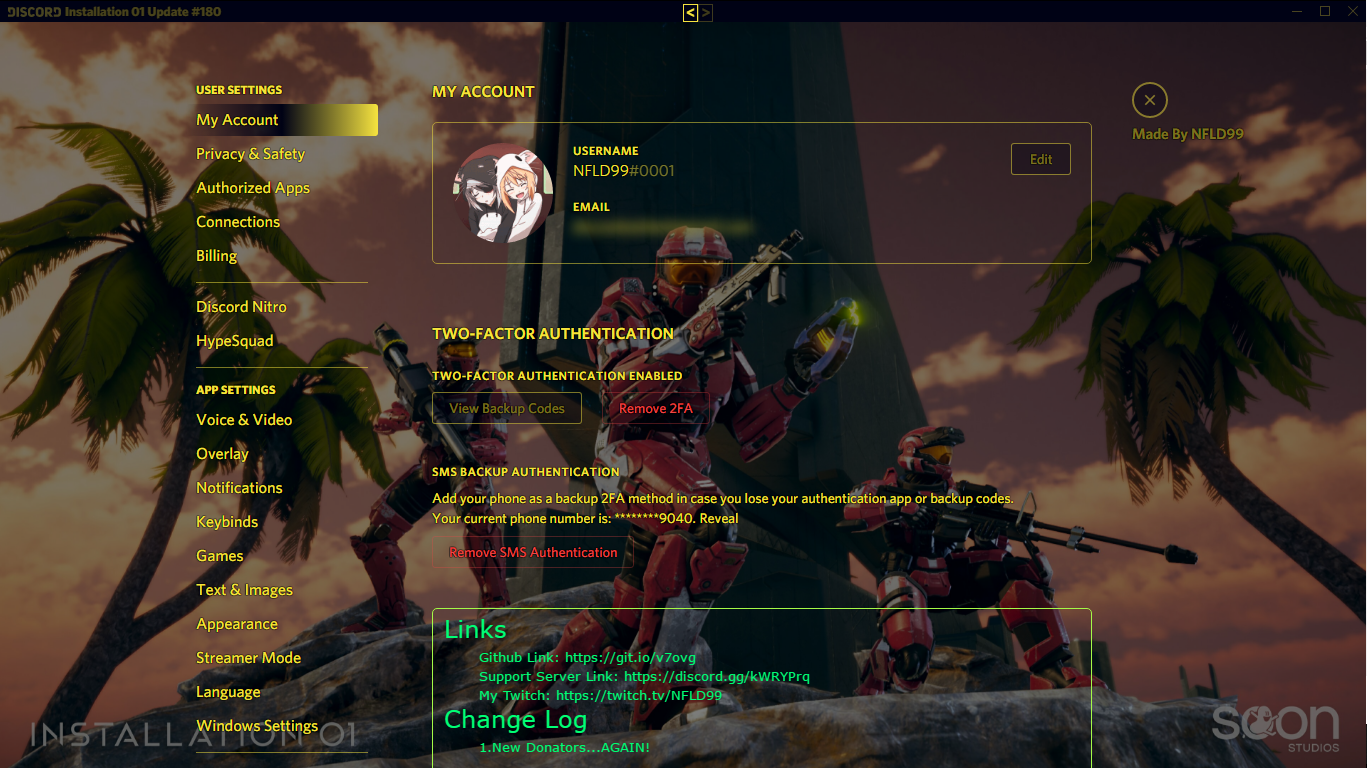 DISCORD Installation 01 Update #180
< >
USER SETTINGS
My Account
Privacy & Safety
Authorized Apps
Connections
Billing
Discord Nitro
HypeSquad
APP SETTINGS
Voice & Video
Overlay
Notifications
Keybinds
Games
Text & Images
Appearance
Streamer Mode
Language
Windows Settings
MY ACCOUNT
USERNAME
NFLD99#0001
EMAIL
Edit
Made By NFLD99
TWO-FACTOR AUTHENTICATION
TWO-FACTOR AUTHENTICATION ENABLED
View Backup Codes
Remove 2FA
SMS BACKUP AUTHENTICATION
Add your phone as a backup 2FA method in case you lose your authentication app or backup codes.
Your current phone number is: ********9040. Reveal
Remove SMS Authentication
Links
Github Link: https://git.io/v7ovg
Support Server Link: https://discord.gg/kWRYPrq
My Twitch: https://twitch.tv/NFLD99
Change Log
1.New Donators...AGAIN!
INSTALLATION 01
soon
STUDIOS